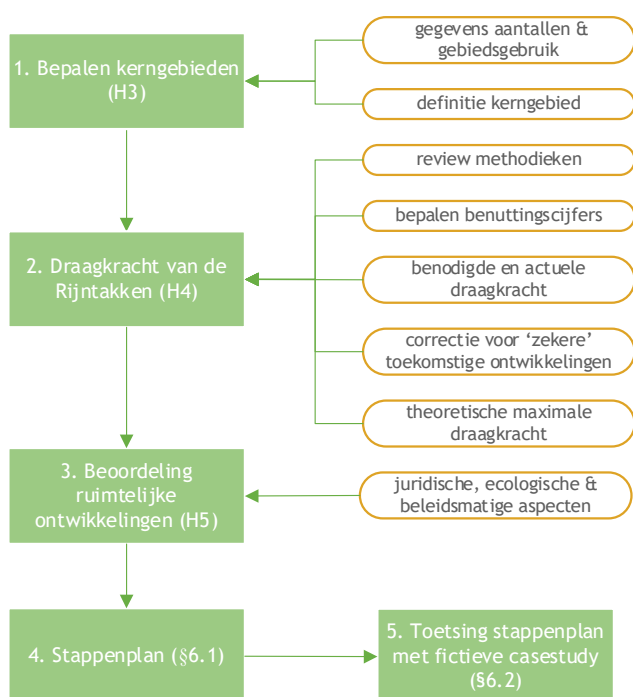 gegevens aantallen &
gebiedsgebruik
1. Bepalen kerngebieden
(H3)
definitie kerngebied
review methodieken
bepalen benuttingscijfers
2. Draagkracht van de
Rijntakken (H4)
benodigde en actuele
draagkracht
correctie voor ‘zekere’
toekomstige ontwikkelingen
theoretische maximale
draagkracht
3. Beoordeling
ruimtelijke
ontwikkelingen (H5)
juridische, ecologische &
beleidsmatige aspecten
4. Stappenplan (§6.1)
5. Toetsing stappenplan
met fictieve casestudy
(§6.2)